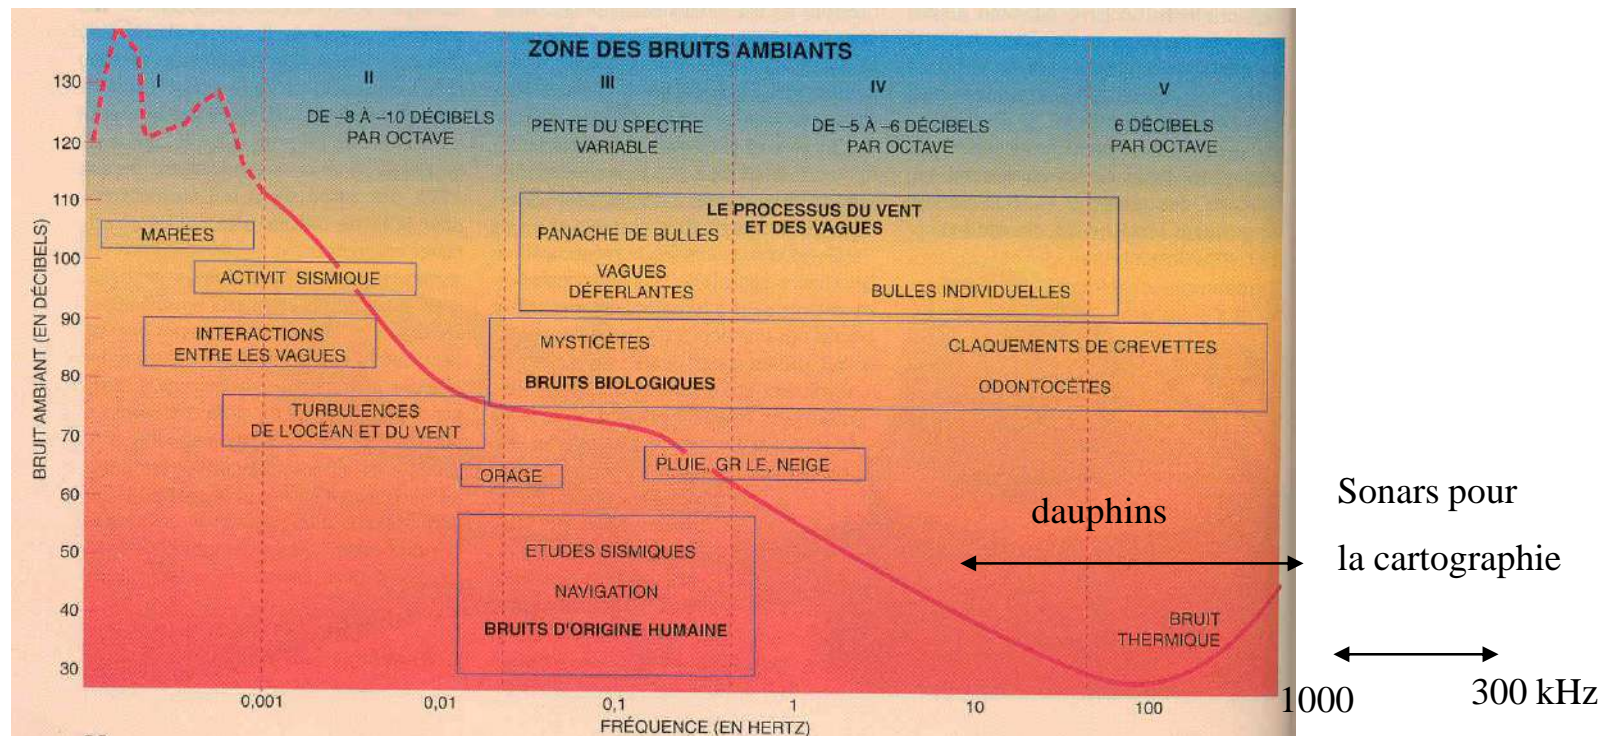 ZONE DES BRUITS AMBIANTS
I
II
III
IV
V
DE –8 À –10 DÉCIBELS
PAR OCTAVE
PENTE DU SPECTRE
VARIABLE
DE –5 À –6 DÉCIBELS
PAR OCTAVE
6 DÉCIBELS
PAR OCTAVE
BRUIT AMBIANT (EN DÉCIBELS)
130
120
110
100
90
80
70
60
50
40
30
MARÉES
ACTIVIT SISMIQUE
INTERACTIONS
ENTRE LES VAGUES
TURBULENCES
DE L'OCÉAN ET DU VENT
ORAGE
LE PROCESSUS DU VENT
ET DES VAGUES
PANACHE DE BULLES
VAGUES
DÉFERLANTES
BULLES INDIVIDUELLES
MYSTICÈTES
CLAQUEMENTS DE CREVETTES
BRUITS BIOLOGIQUES
ODONTOCÈTES
PLUIE, GR LE, NEIGE
ETUDES SISMIQUES
NAVIGATION
BRUITS D'ORIGINE HUMAINE
BRUIT
THERMIQUE
dauphins
Sonars pour
la cartographie
0,001
0,01
0,1
1
10
100
1000
300 kHz
FRÉQUENCE (EN HERTZ)